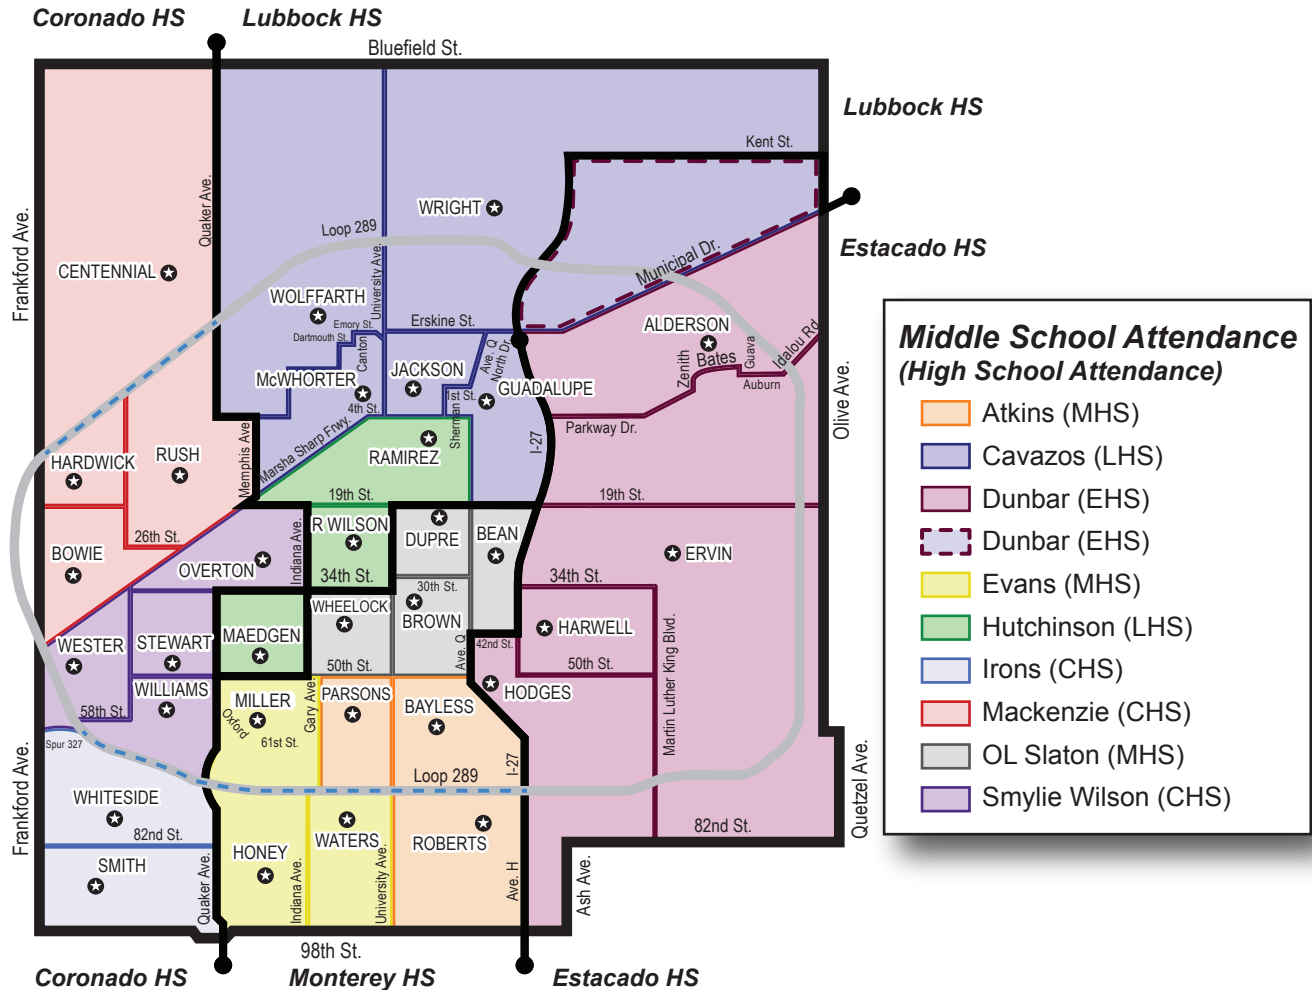 Coronado HS
Lubbock HS
Bluefield St.
Lubbock HS
Kent St.
Quaker Ave.
WRIGHT
Loop 289
Estacado HS
Municipal Dr.
University Ave.
Frankford Ave.
CENTENNIAL
WOLFFARTH
Emory St.
Erskine St.
Dartmouth St.
Canton
ALDERSON
Idalou Rd.
Ave. Q
North Dr.
Guava
Zenith
Bates
Auburn
JACKSON
McWHORTER
GUADALUPE
1st St.
4th St.
Sherman
Parkway Dr.
Olive Ave.
Marsha Sharp Frwy.
Memphis Ave
I-27
RAMIREZ
HARDWICK
RUSH
19th St.
19th St.
R WILSON
DUPRE
BEAN
26th St.
Indiana Ave.
BOWIE
OVERTON
ERVIN
34th St.
30th St.
34th St.
WHEELOCK
BROWN
HARWELL
WESTER
STEWART
MAEDGEN
Ave. Q
42nd St.
50th St.
50th St.
Martin Luther King Blvd.
WILLIAMS
MILLER
PARSONS
HODGES
BAYLESS
58th St.
Oxford
Gary Ave.
61st St.
Spur 327
Loop 289
I-27
Frankford Ave.
Quetzel Ave.
WHITESIDE
82nd St.
82nd St.
WATERS
ROBERTS
HONEY
SMITH
Quaker Ave.
Indiana Ave.
University Ave.
Ave. H
Ash Ave.
98th St.
Coronado HS
Monterey HS
Estacado HS
Middle School Attendance
(High School Attendance)
Atkins (MHS)
Cavazos (LHS)
Dunbar (EHS)
Dunbar (EHS)
Evans (MHS)
Hutchinson (LHS)
Irons (CHS)
Mackenzie (CHS)
OL Slaton (MHS)
Smylie Wilson (CHS)